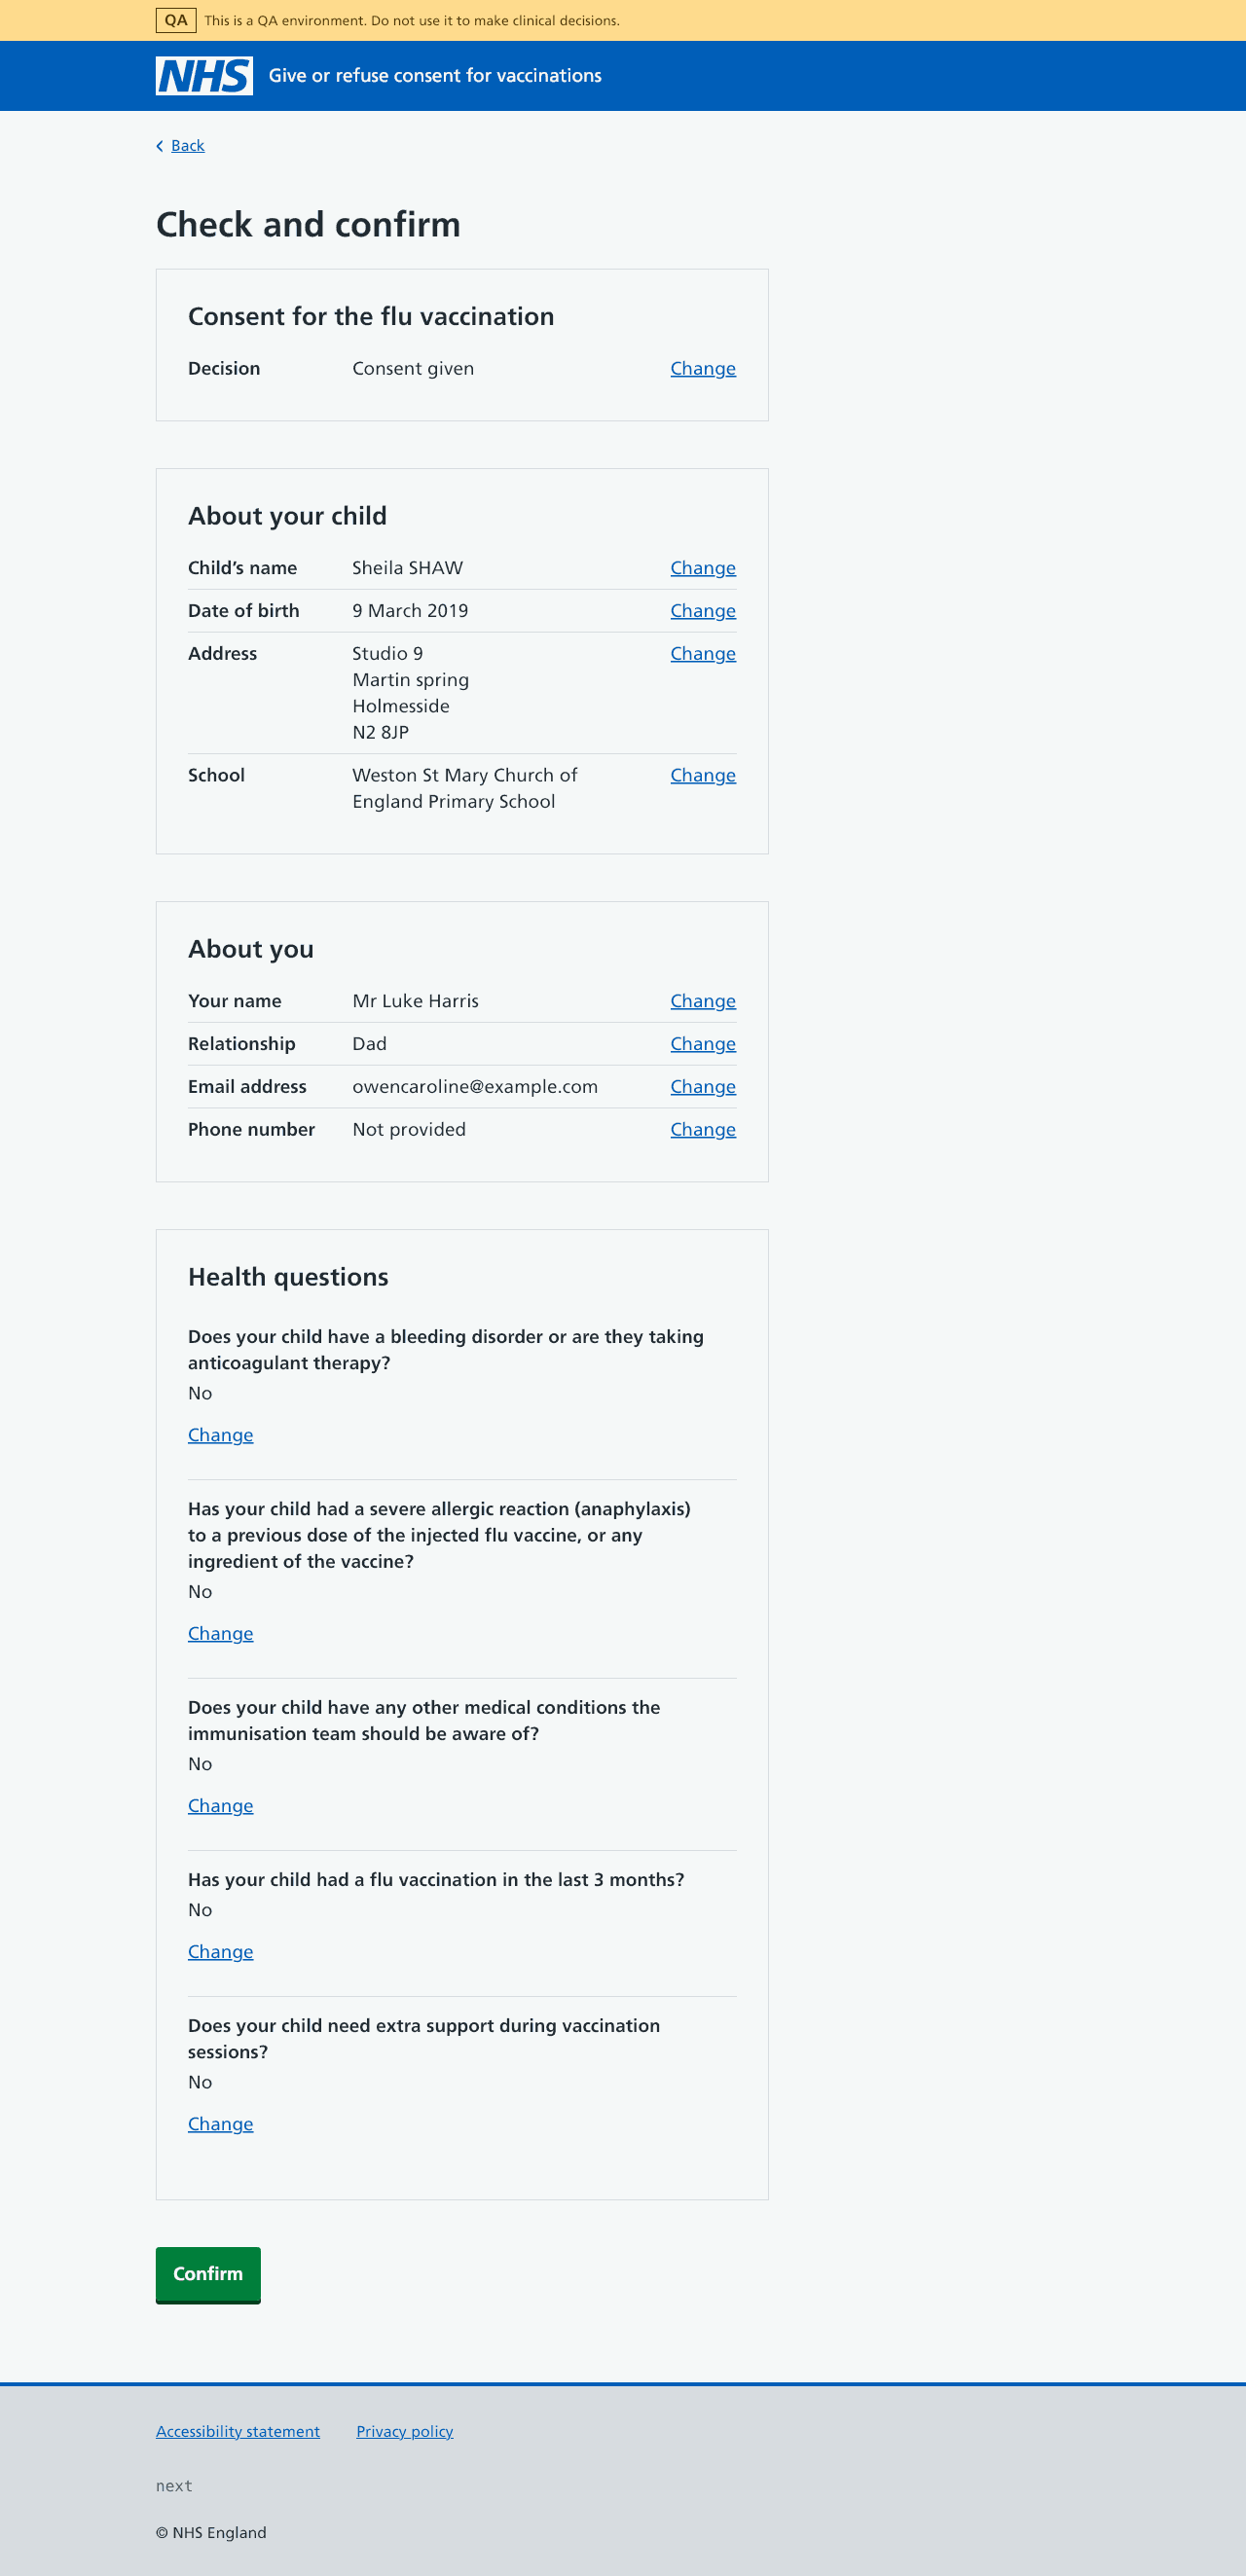 QA This is a QA environment. Do not use it to make clinical decisions.
NHS Give or refuse consent for vaccinations
Back
Check and confirm
Consent for the flu vaccination
Decision Consent given Change
About your child
Child’s name Sheila SHAW Change
Date of birth 9 March 2019 Change
Address Studio 9 Change
Martin spring
Holmesside
N2 8JP
School Weston St Mary Church of Change
England Primary School
About you
Your name Mr Luke Harris Change
Relationship Dad Change
Email address owencaroline@example.com Change
Phone number Not provided Change
Health questions
Does your child have a bleeding disorder or are they taking
anticoagulant therapy?
No
Change
Has your child had a severe allergic reaction (anaphylaxis)
to a previous dose of the injected flu vaccine, or any
ingredient of the vaccine?
No
Change
Does your child have any other medical conditions the
immunisation team should be aware of?
No
Change
Has your child had a flu vaccination in the last 3 months?
No
Change
Does your child need extra support during vaccination
sessions?
No
Change
Confirm
Accessibility statement Privacy policy
next
© NHS England